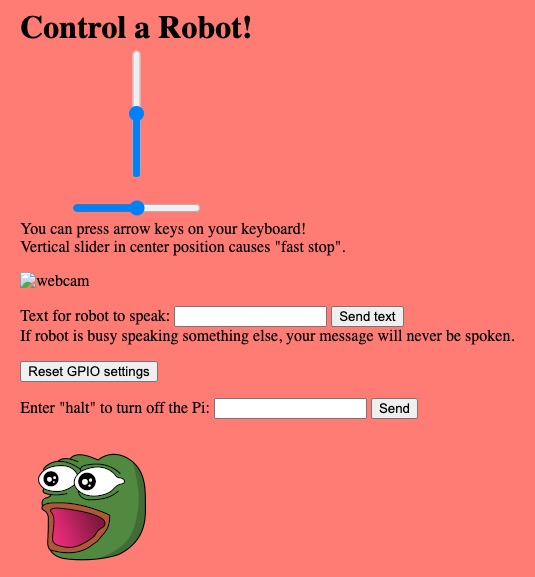 Control a Robot!
You can press arrow keys on your keyboard!
Vertical slider in center position causes "fast stop".
webcam
Text for robot to speak: Send text
If robot is busy speaking something else, your message will never be spoken.
Reset GPIO settings
Enter "halt" to turn off the Pi: Send